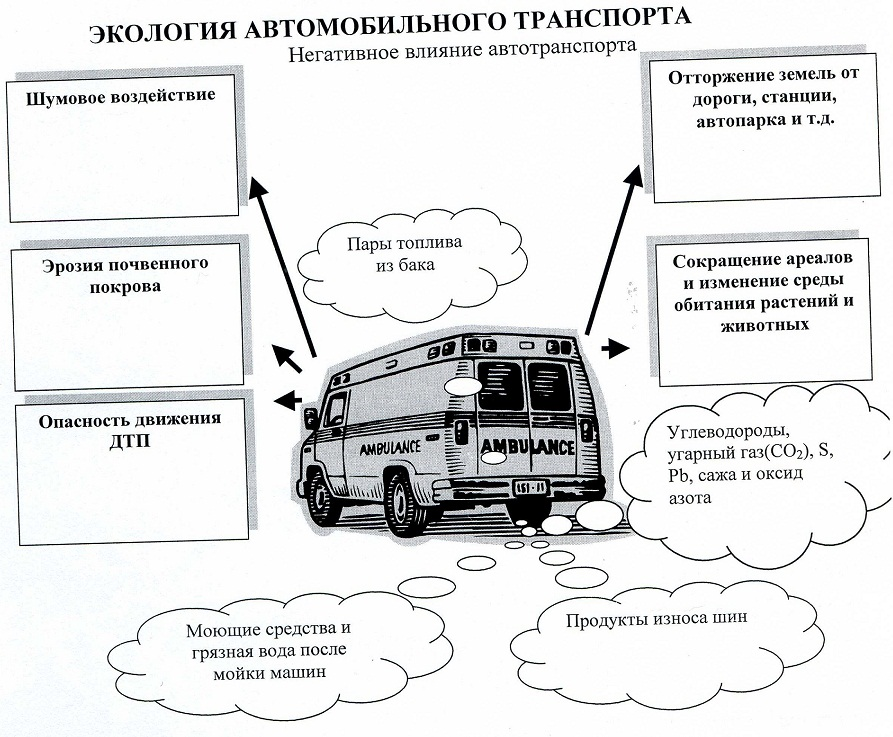 ЭКОЛОГИЯ АВТОМОБИЛЬНОГО ТРАНСПОРТА
Негативное влияние автотранспорта
Шумовое воздействие
Отторжение земель от
дороги, станции,
автопарка и т.д.
Пары топлива
из бака
Эрозия почвенного
покрова
Сокращение ареалов
и изменение среды
обитания растений и
животных
Опасность движения
ДТП
AMBULANCE
AMBULANCE
Углеводороды,
угарный газ(CO₂), S,
Pb, сажа и оксид
азота
Моющие средства и
грязная вода после
мойки машин
Продукты износа шин